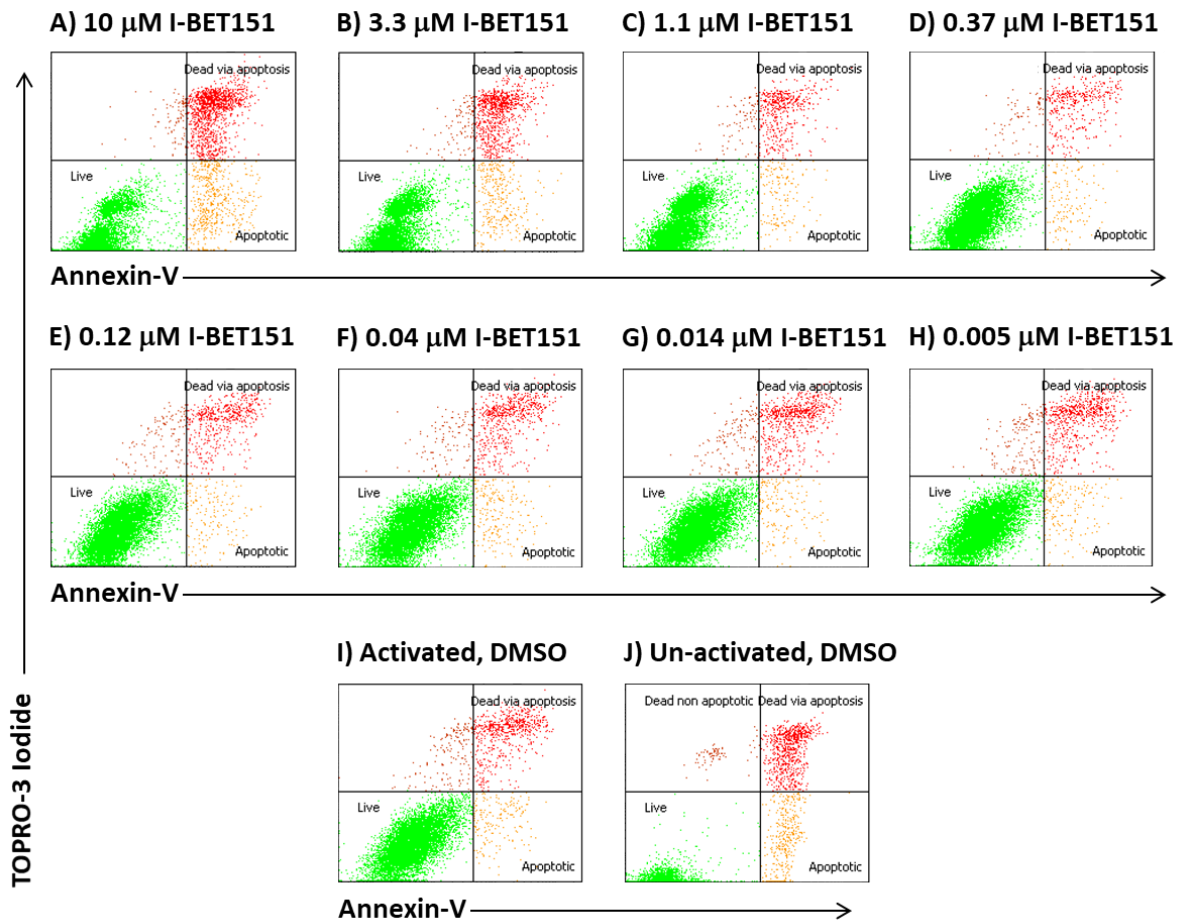 A) 10 μM I-BET151
B) 3.3 μM I-BET151
C) 1.1 μM I-BET151
D) 0.37 μM I-BET151
Dead via apoptosis
Live
Apoptotic
Dead via apoptosis
Live
Apoptotic
Dead via apoptosis
Live
Apoptotic
Dead via apoptosis
Live
Apoptotic
Annexin-V
E) 0.12 μM I-BET151
F) 0.04 μM I-BET151
G) 0.014 μM I-BET151
H) 0.005 μM I-BET151
Dead via apoptosis
Live
Apoptotic
Dead via apoptosis
Live
Apoptotic
Dead via apoptosis
Live
Apoptotic
Dead via apoptosis
Live
Apoptotic
Annexin-V
I) Activated, DMSO
J) Un-activated, DMSO
Dead via apoptosis
Live
Apoptotic
Dead non apoptotic
Dead via apoptosis
Live
Apoptotic
Annexin-V
TOPRO-3 Iodide